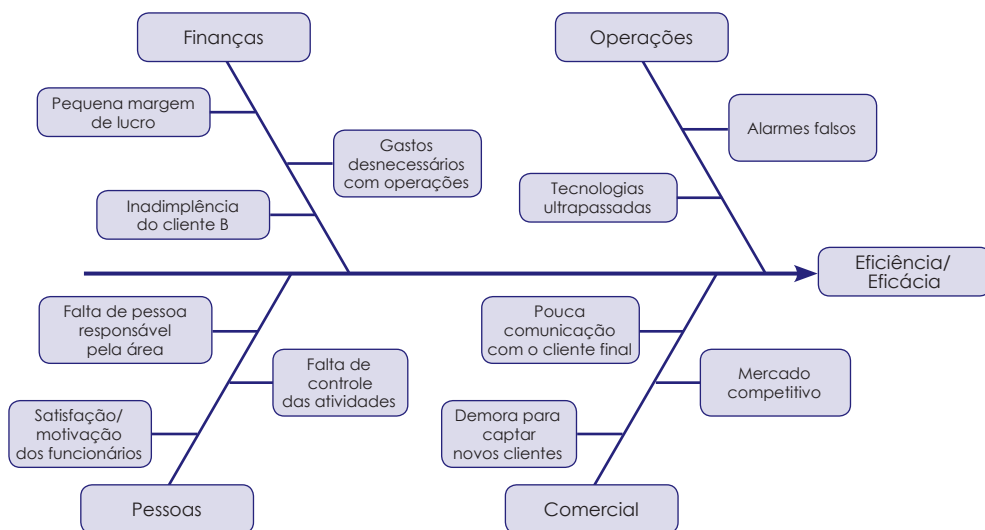 Finanças
Operações
Pequena margem
de lucro
Gastos
desnecessários
com operações
Inadimplência
do cliente B
Alarmes falsos
Tecnologias
ultrapassadas
Eficiência/
Eficácia
Falta de pessoa
responsável
pela área
Falta de
controle
das atividades
Satisfação/
motivação
dos funcionários
Pouca
comunicação
com o cliente final
Mercado
competitivo
Demora para
captar
novos clientes
Pessoas
Comercial